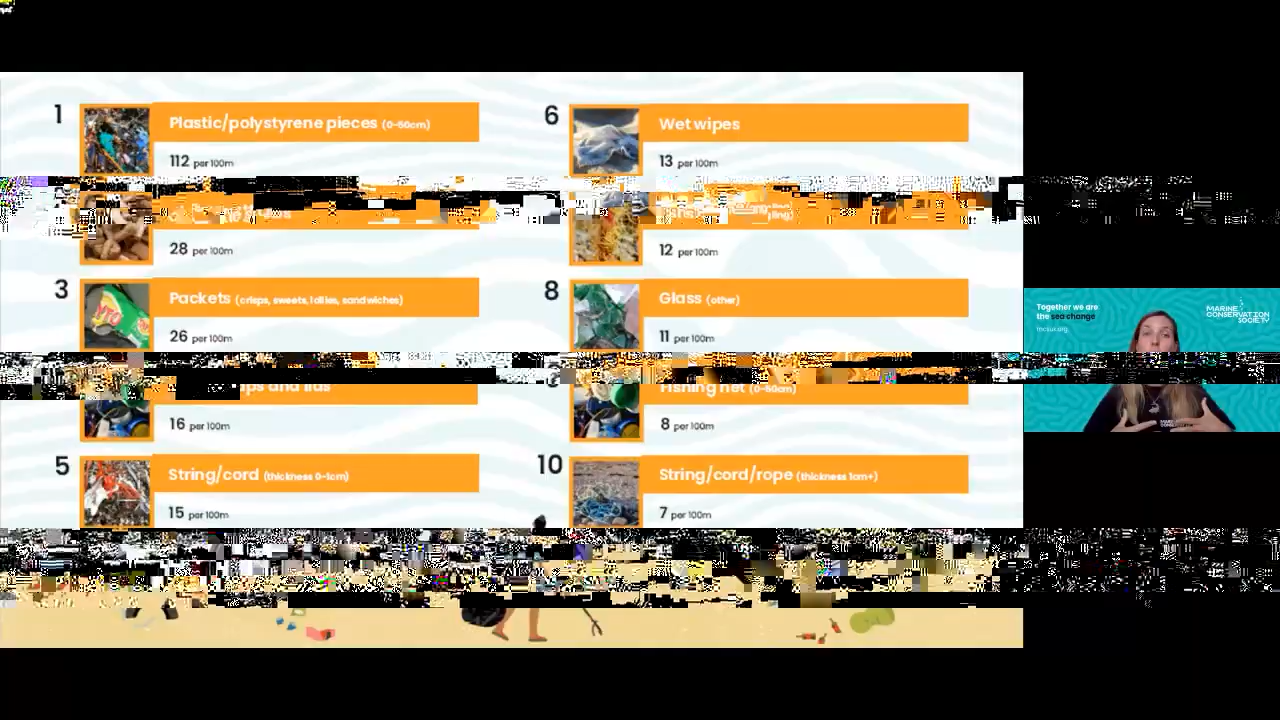 1
Plastic/polystyrene pieces (0-50cm)
112 per 100m
28 per 100m
3
Packets (crisps, sweets, lollies, sandwiches)
26 per 100m
and lids
16 per 100m
5
String/cord (thickness 0-1cm)
15 per 100m
6
Wet wipes
13 per 100m
12 per 100m
8
Glass (other)
11 per 100m
Fishing net (0-50cm)
8 per 100m
10
String/cord/rope (thickness 1cm+)
7 per 100m
Together we are
the sea change
mcsuk.org
MARINE
CONSERVATION
SOCIETY